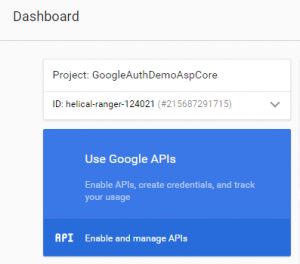 Dashboard
Project: GoogleAuthDemoAspCore
ID: helical-ranger-124021 (#215687291715)
Use Google APIs
Enable APIs, create credentials, and track
your usage
API Enable and manage APIs